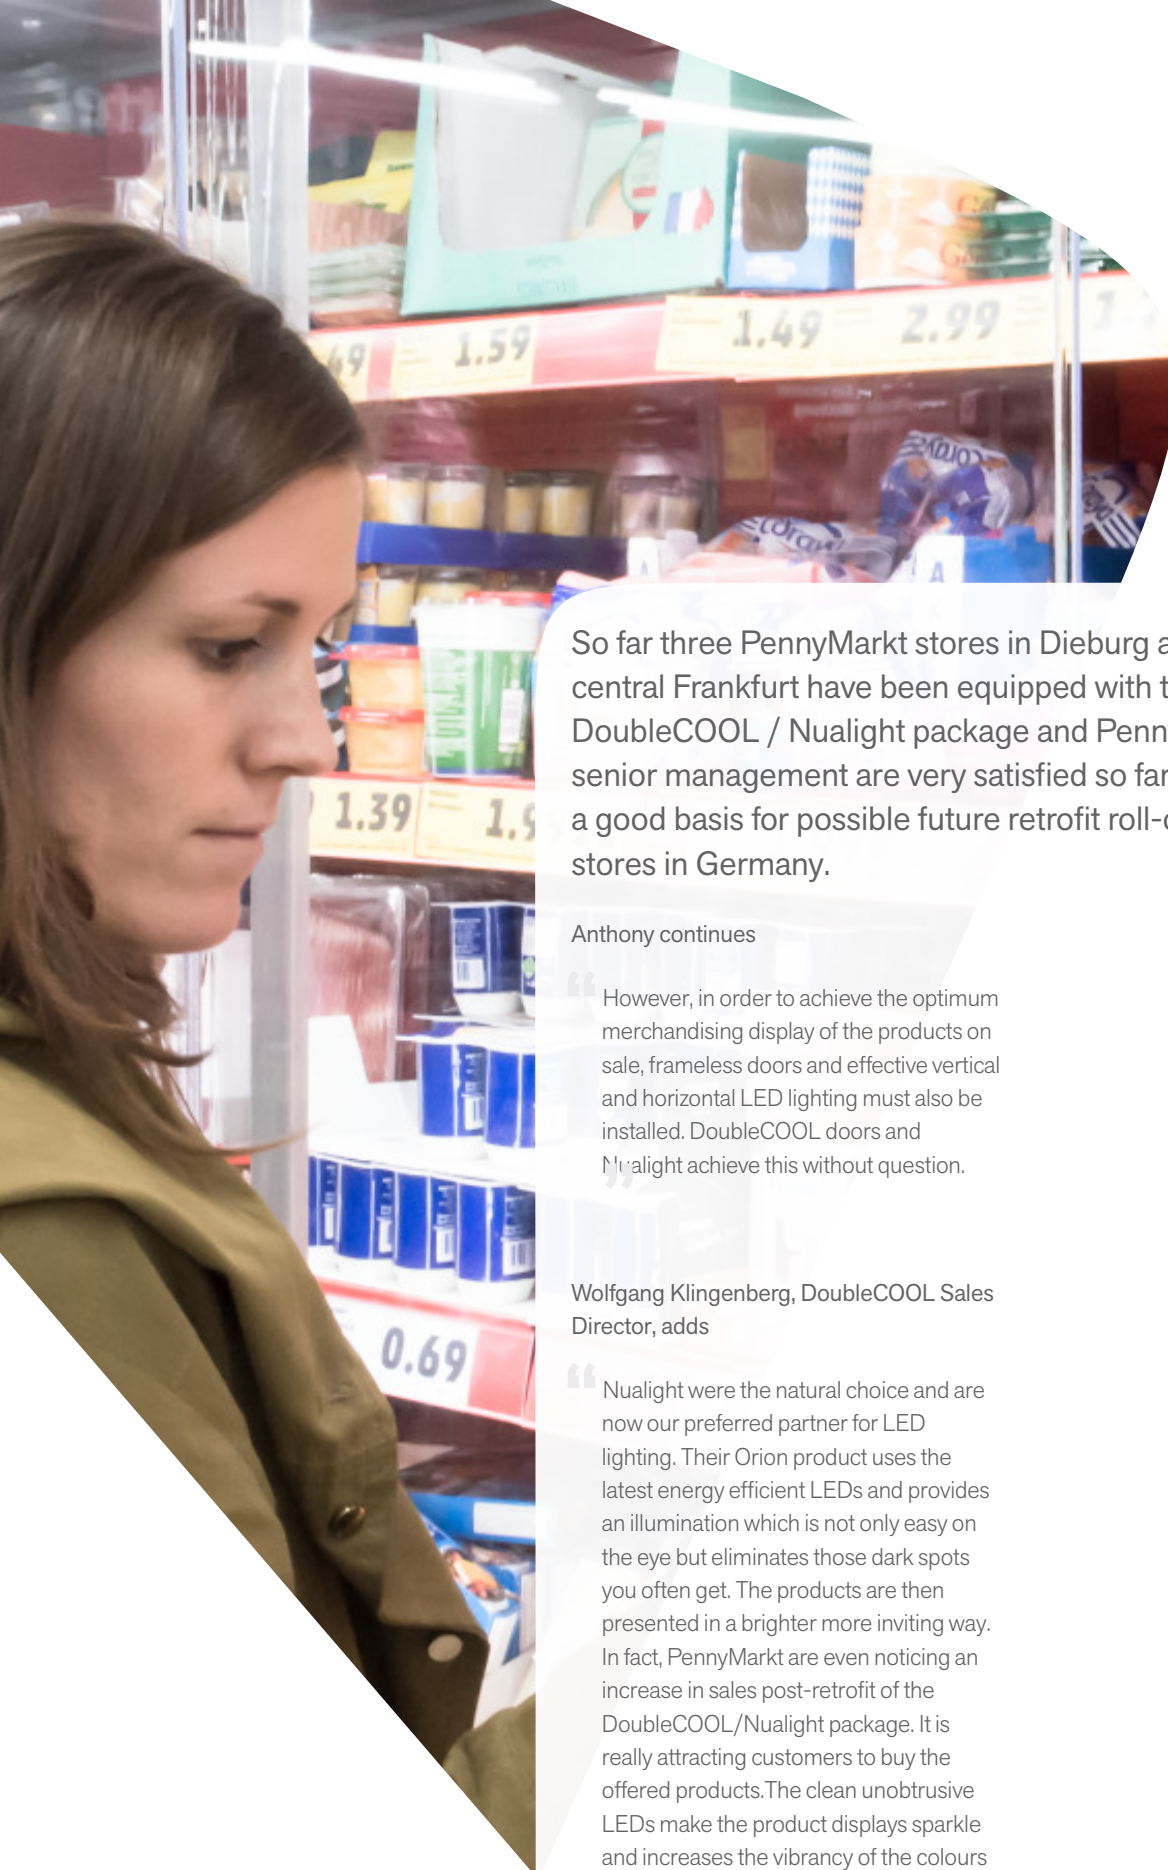 1.59
1.49
2.99
So far three PennyMarkt stores in Dieburg a
central Frankfurt have been equipped with t
DoubleCOOL / Nualight package and Penn
senior management are very satisfied so far
a good basis for possible future retrofit roll-
stores in Germany.
1.39
1.9
Anthony continues
“
However, in order to achieve the optimum
merchandising display of the products on
sale, frameless doors and effective vertical
and horizontal LED lighting must also be
installed. DoubleCOOL doors and
Nualight achieve this without question.
”
0.69
Wolfgang Klingenberg, DoubleCOOL Sales
Director, adds
“
Nualight were the natural choice and are
now our preferred partner for LED
lighting. Their Orion product uses the
latest energy efficient LEDs and provides
an illumination which is not only easy on
the eye but eliminates those dark spots
you often get. The products are then
presented in a brighter more inviting way.
In fact, PennyMarkt are even noticing an
increase in sales post-retrofit of the
DoubleCOOL/Nualight package. It is
really attracting customers to buy the
offered products.The clean unobtrusive
LEDs make the product displays sparkle
and increases the vibrancy of the colours